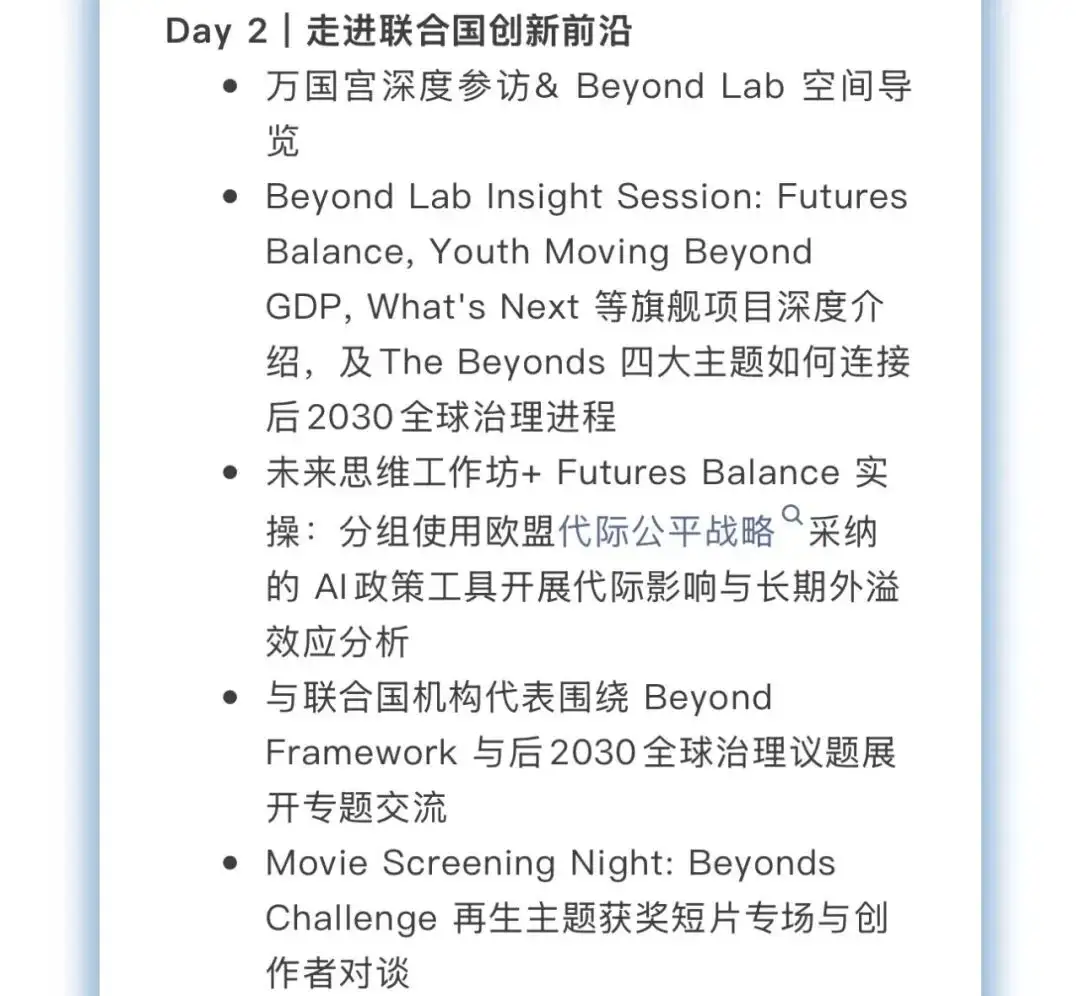 Day 2｜走进联合国创新前沿
• 万国宫深度参访& Beyond Lab 空间导
览
• Beyond Lab Insight Session: Futures
Balance, Youth Moving Beyond
GDP, What's Next 等旗舰项目深度介
绍，及The Beyonds 四大主题如何连接
后2030全球治理进程
• 未来思维工作坊+ Futures Balance 实
操：分组使用欧盟代际公平战略采纳
的 AI政策工具开展代际影响与长期外溢
效应分析
• 与联合国机构代表围绕 Beyond
Framework 与后2030全球治理议题展
开专题交流
• Movie Screening Night: Beyonds
Challenge 再生主题获奖短片专场与创
作者对谈